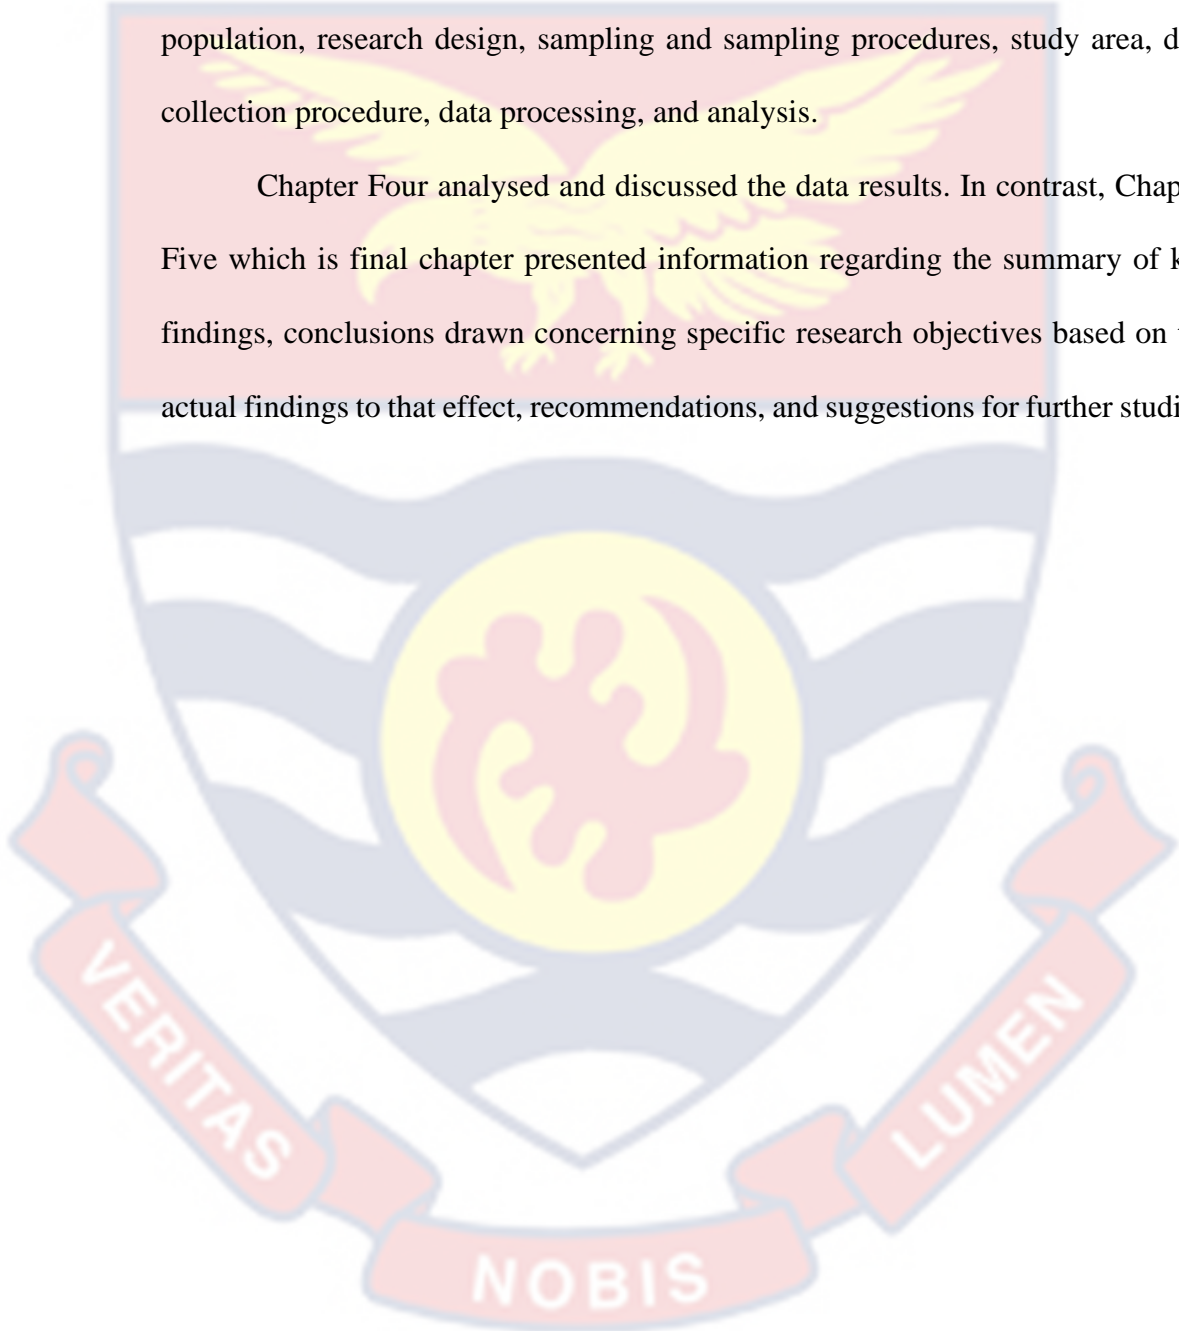 population, research design, sampling and sampling procedures, study area, d
collection procedure, data processing, and analysis.
Chapter Four analysed and discussed the data results. In contrast, Chap
Five which is final chapter presented information regarding the summary of k
findings, conclusions drawn concerning specific research objectives based on
actual findings to that effect, recommendations, and suggestions for further studi
VERITAS
NOBIS
LUMEN